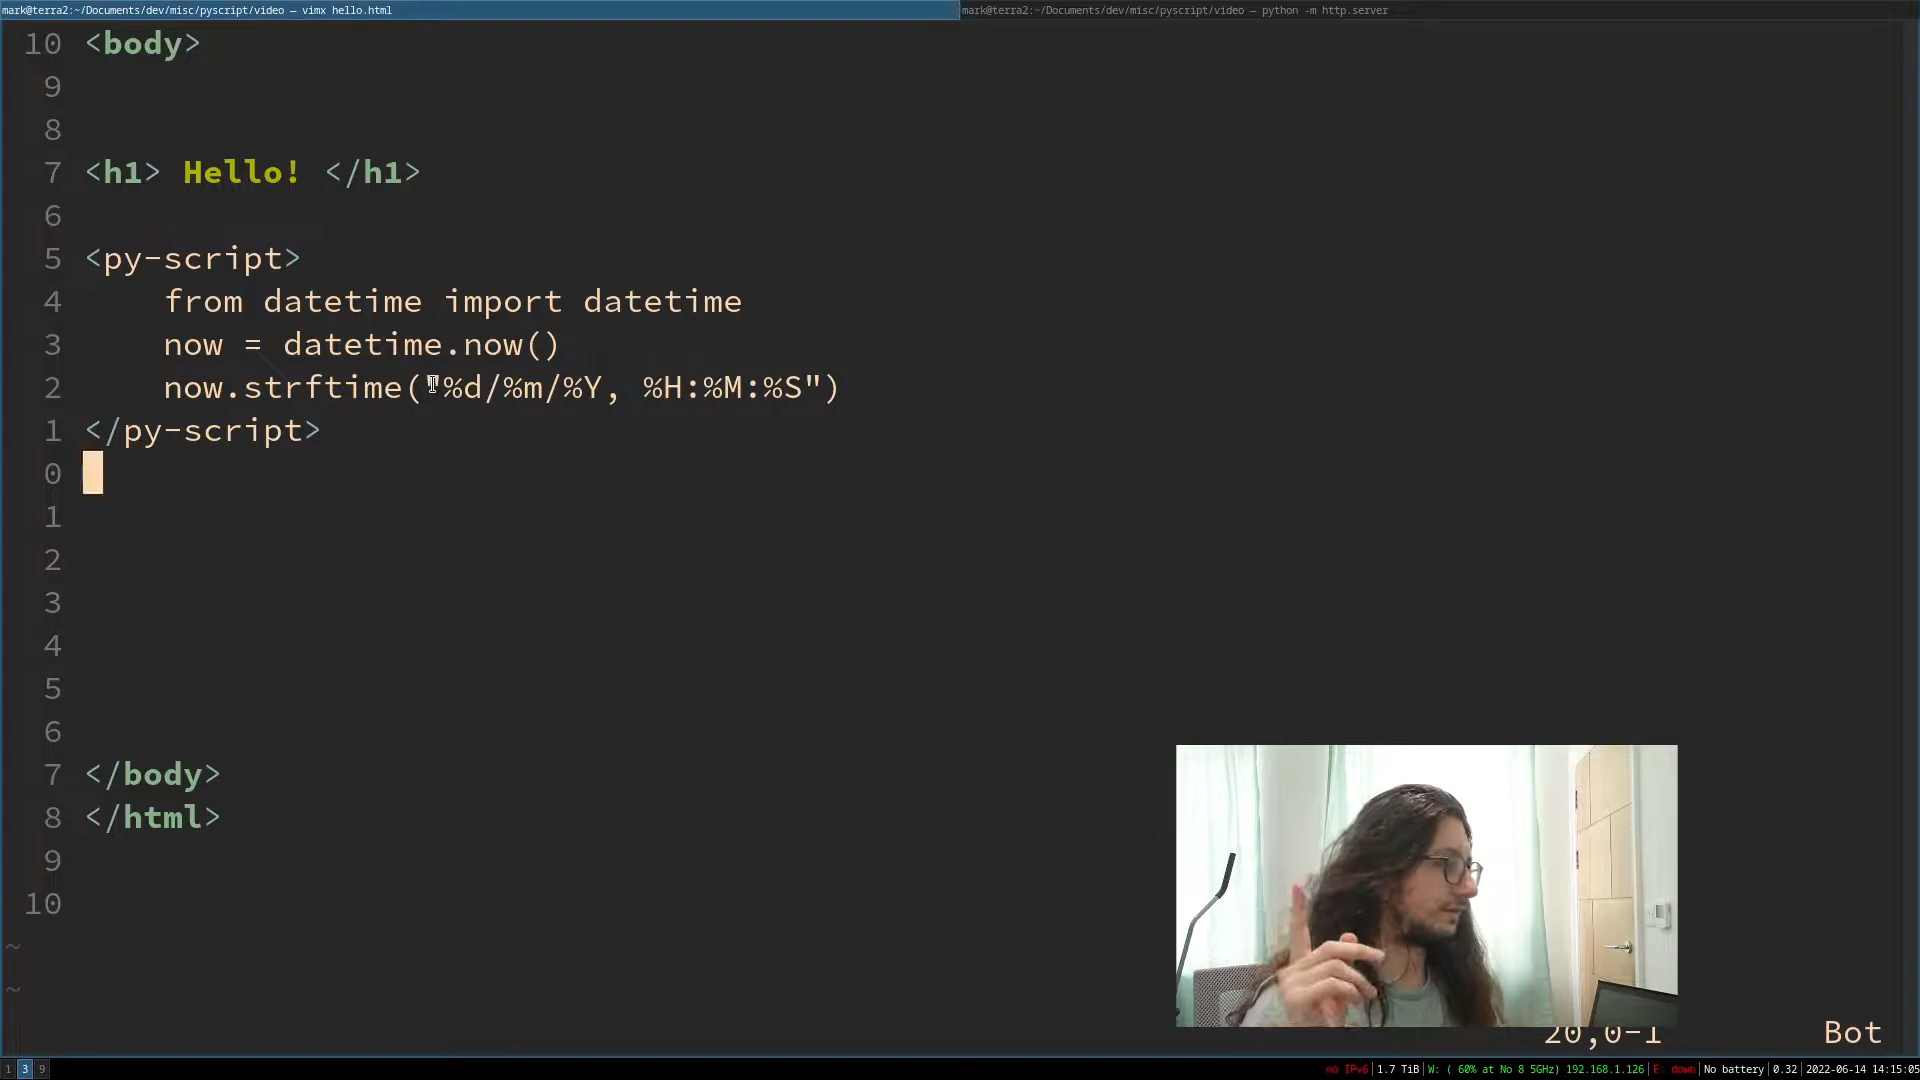 mark@terra2:~/Documents/dev/misc/pyscript/video — vimx hello.html
mark@terra2:~/Documents/dev/misc/pyscript/video — python -m http.server
10 <body>
9
8
7 <h1> Hello! </h1>
6
5 <py-script>
4 from datetime import datetime
3 now = datetime.now()
2 now.strftime("%d/%m/%Y, %H:%M:%S")
1 </py-script>
0
1
2
3
4
5
6
7 </body>
8 </html>
9
10
~
~
20,0-1 Bot
1 3 9 no IPv6 1.7 TiB W: ( 60% at No 8 5GHz) 192.168.1.126 E: down No battery 0.32 2022-06-14 14:15:05